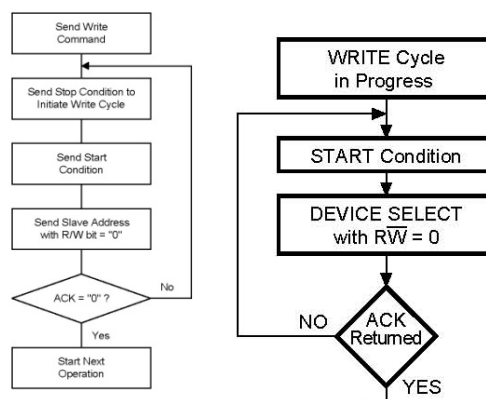 Send Write
Command
Send Stop Condition to
Initiate Write Cycle
Send Start
Condition
Send Slave Address
with R/W bit = "0"
ACK = "0" ?
No
Yes
Start Next
Operation
WRITE Cycle
in Progress
START Condition
DEVICE SELECT
with RW̅ = 0
NO
ACK
Returned
YES